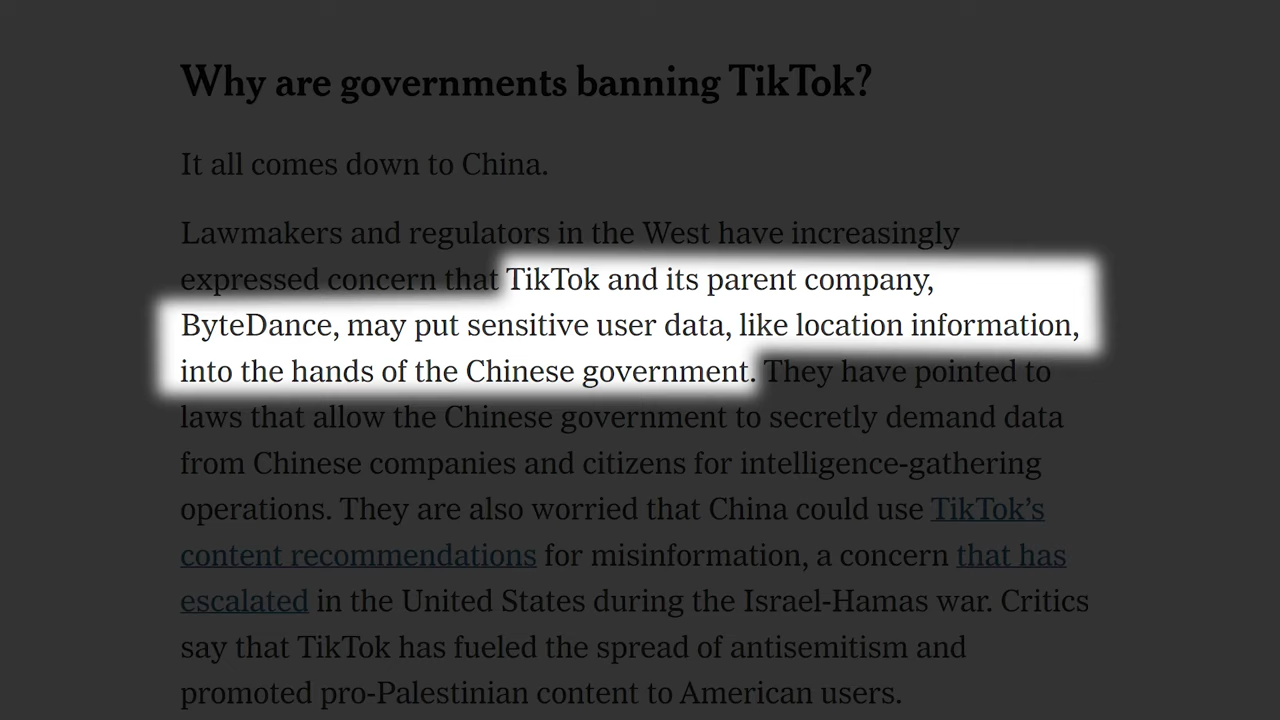 Why are governments banning TikTok?
It all comes down to China.
Lawmakers and regulators in the West have increasingly
expressed concern that TikTok and its parent company,
ByteDance, may put sensitive user data, like location information,
into the hands of the Chinese government. They have pointed to
laws that allow the Chinese government to secretly demand data
from Chinese companies and citizens for intelligence-gathering
operations. They are also worried that China could use TikTok’s
content recommendations for misinformation, a concern that has
escalated in the United States during the Israel-Hamas war. Critics
say that TikTok has fueled the spread of antisemitism and
promoted pro-Palestinian content to American users.